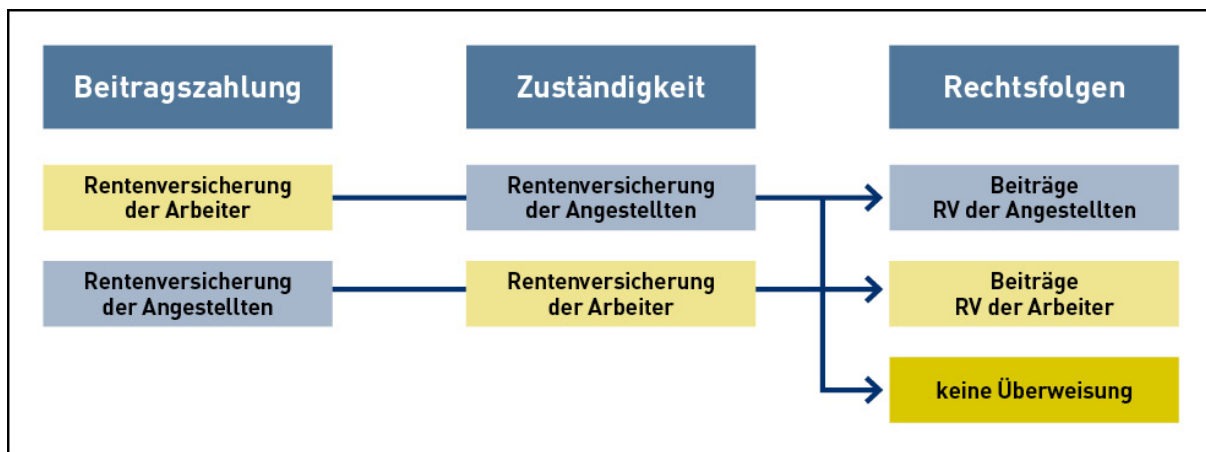 Beitragszahlung
Zuständigkeit
Rechtsfolgen
Rentenversicherung
der Arbeiter
Rentenversicherung
der Angestellten
Beiträge
RV der Angestellten
Rentenversicherung
der Angestellten
Rentenversicherung
der Arbeiter
Beiträge
RV der Arbeiter
keine Überweisung